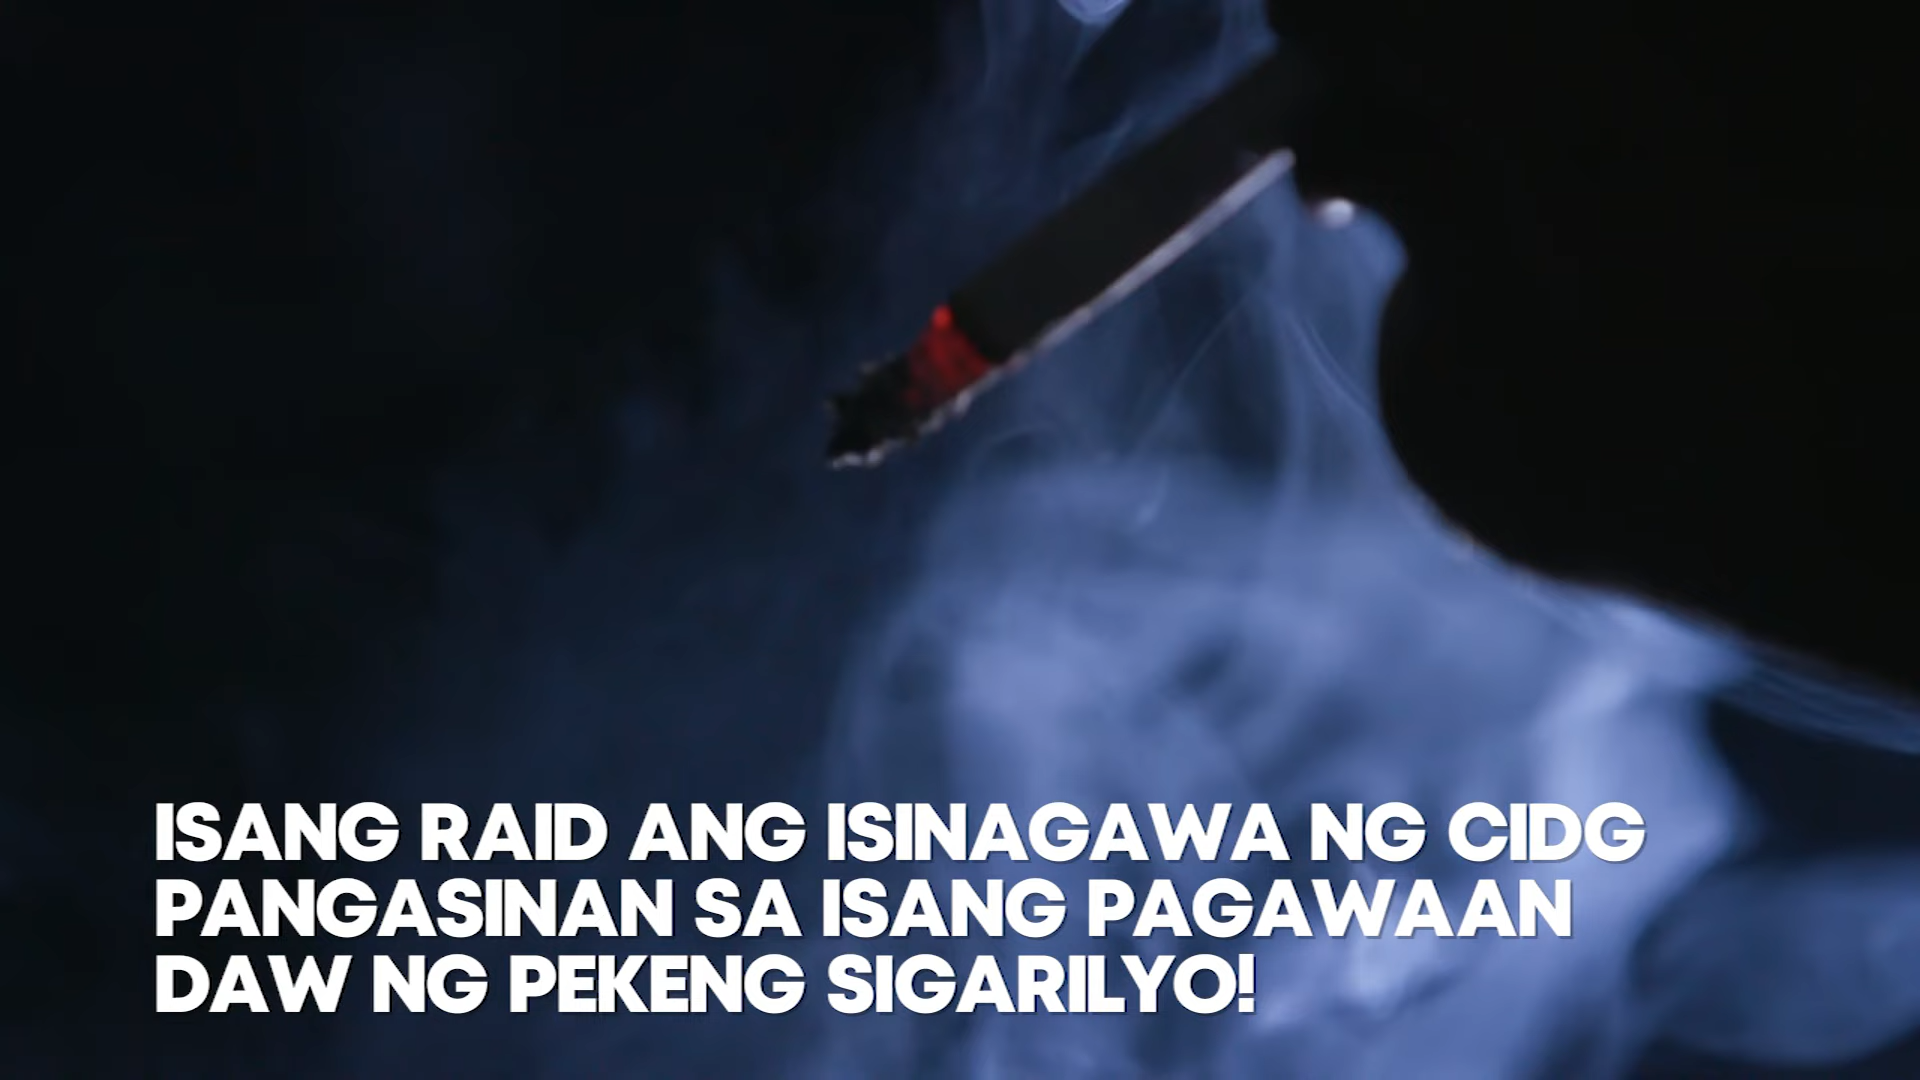 ISANG RAID ANG ISINAGAWA NG CIDG
PANGASINAN SA ISANG PAGAWAAN
DAW NG PEKENG SIGARILYO!